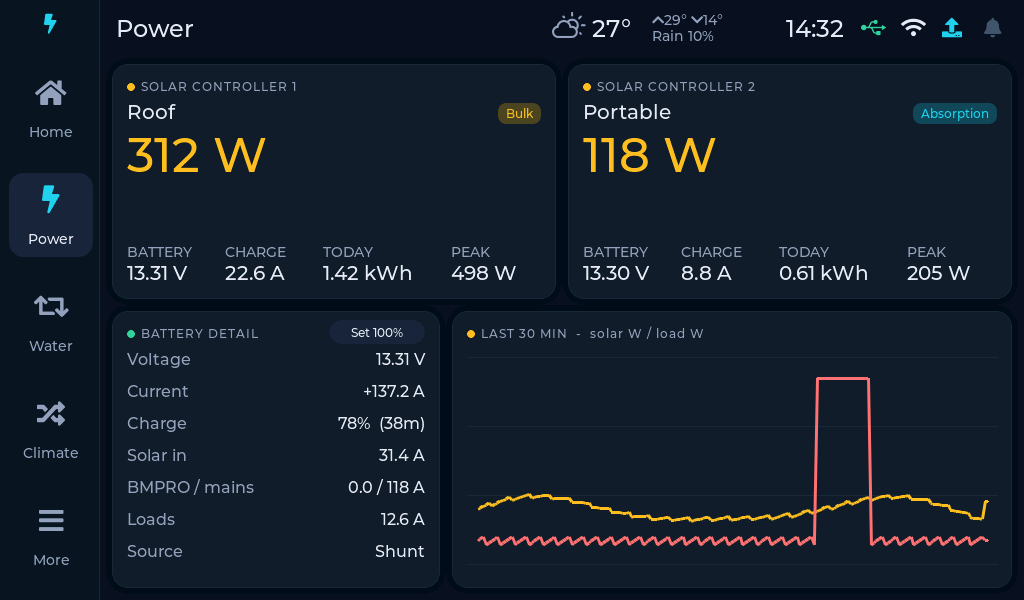 Power
27°
29° 14°
Rain 10%
14:32
Home
Power
Water
Climate
More
SOLAR CONTROLLER 1
Roof
Bulk
312 W
BATTERY CHARGE TODAY PEAK
13.31 V 22.6 A 1.42 kWh 498 W
SOLAR CONTROLLER 2
Portable
Absorption
118 W
BATTERY CHARGE TODAY PEAK
13.30 V 8.8 A 0.61 kWh 205 W
BATTERY DETAIL
Set 100%
Voltage 13.31 V
Current +137.2 A
Charge 78% (38m)
Solar in 31.4 A
BMPRO / mains 0.0 / 118 A
Loads 12.6 A
Source Shunt
LAST 30 MIN - solar W / load W